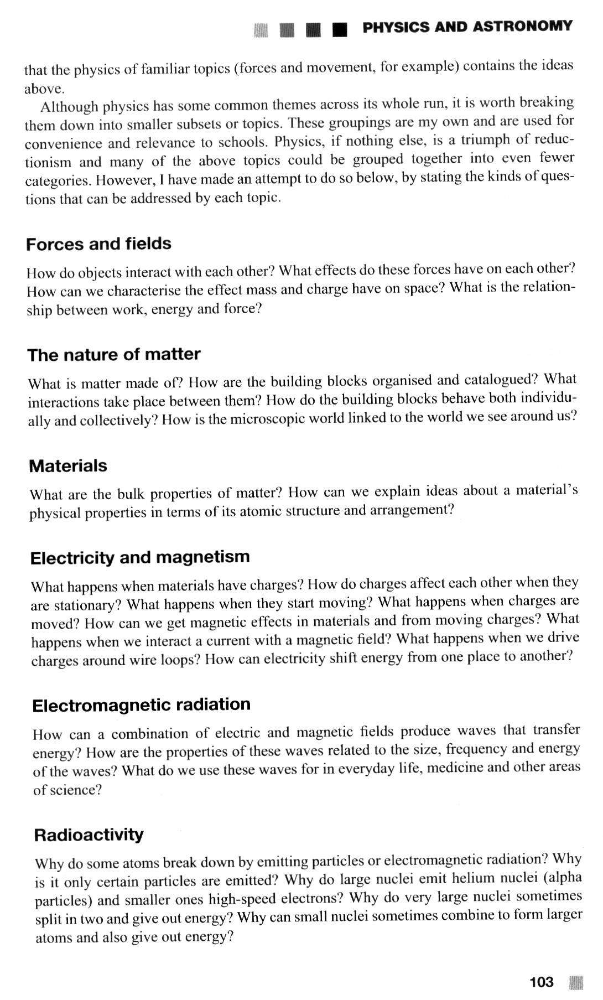 PHYSICS AND ASTRONOMY
that the physics of familiar topics (forces and movement, for example) contains the ideas
above.
Although physics has some common themes across its whole run, it is worth breaking
them down into smaller subsets or topics. These groupings are my own and are used for
convenience and relevance to schools. Physics, if nothing else, is a triumph of reduc-
tionism and many of the above topics could be grouped together into even fewer
categories. However, I have made an attempt to do so below, by stating the kinds of ques-
tions that can be addressed by each topic.
Forces and fields
How do objects interact with each other? What effects do these forces have on each other?
How can we characterise the effect mass and charge have on space? What is the relation-
ship between work, energy and force?
The nature of matter
What is matter made of? How are the building blocks organised and catalogued? What
interactions take place between them? How do the building blocks behave both individu-
ally and collectively? How is the microscopic world linked to the world we see around us?
Materials
What are the bulk properties of matter? How can we explain ideas about a material's
physical properties in terms of its atomic structure and arrangement?
Electricity and magnetism
What happens when materials have charges? How do charges affect each other when they
are stationary? What happens when they start moving? What happens when charges are
moved? How can we get magnetic effects in materials and from moving charges? What
happens when we interact a current with a magnetic field? What happens when we drive
charges around wire loops? How can electricity shift energy from one place to another?
Electromagnetic radiation
How can a combination of electric and magnetic fields produce waves that transfer
energy? How are the properties of these waves related to the size, frequency and energy
of the waves? What do we use these waves for in everyday life, medicine and other areas
of science?
Radioactivity
Why do some atoms break down by emitting particles or electromagnetic radiation? Why
is it only certain particles are emitted? Why do large nuclei emit helium nuclei (alpha
particles) and smaller ones high-speed electrons? Why do very large nuclei sometimes
split in two and give out energy? Why can small nuclei sometimes combine to form larger
atoms and also give out energy?
103